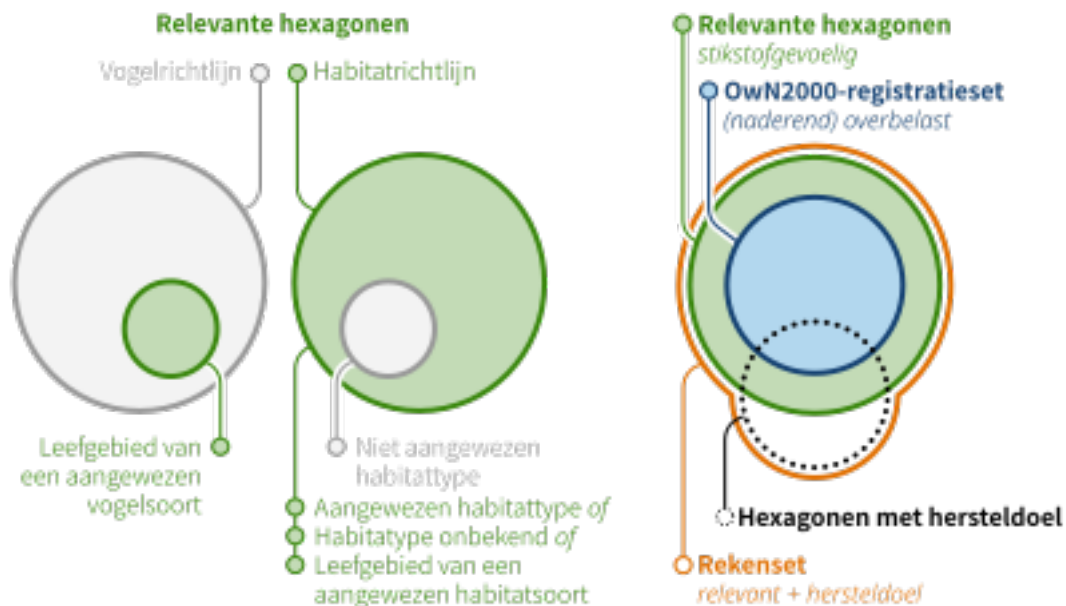 Relevante hexagonen
Vogelrichtlijn
Habitatrichtlijn
Leefgebied van
een aangewezen
vogelsoort
Niet aangewezen
habitattype
Aangewezen habitattype of
Habitatype onbekend of
Leefgebied van een
aangewezen habitatsoort
Relevante hexagonen
stikstofgevoelig
OwN2000-registratieset
(naderend) overbelast
Hexagonen met hersteldoel
Rekenset
relevant + hersteldoel